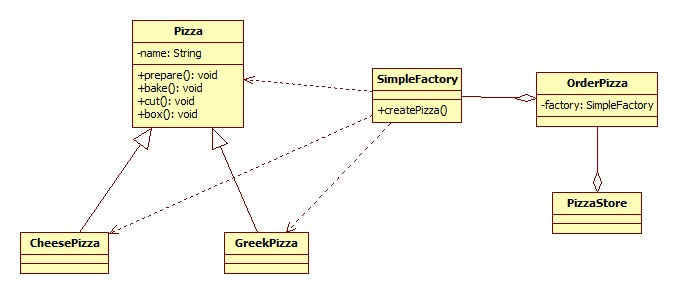 Pizza
-name: String
+prepare(): void
+bake(): void
+cut(): void
+box(): void
SimpleFactory
+createPizza()
OrderPizza
-factory: SimpleFactory
PizzaStore
CheesePizza
GreekPizza